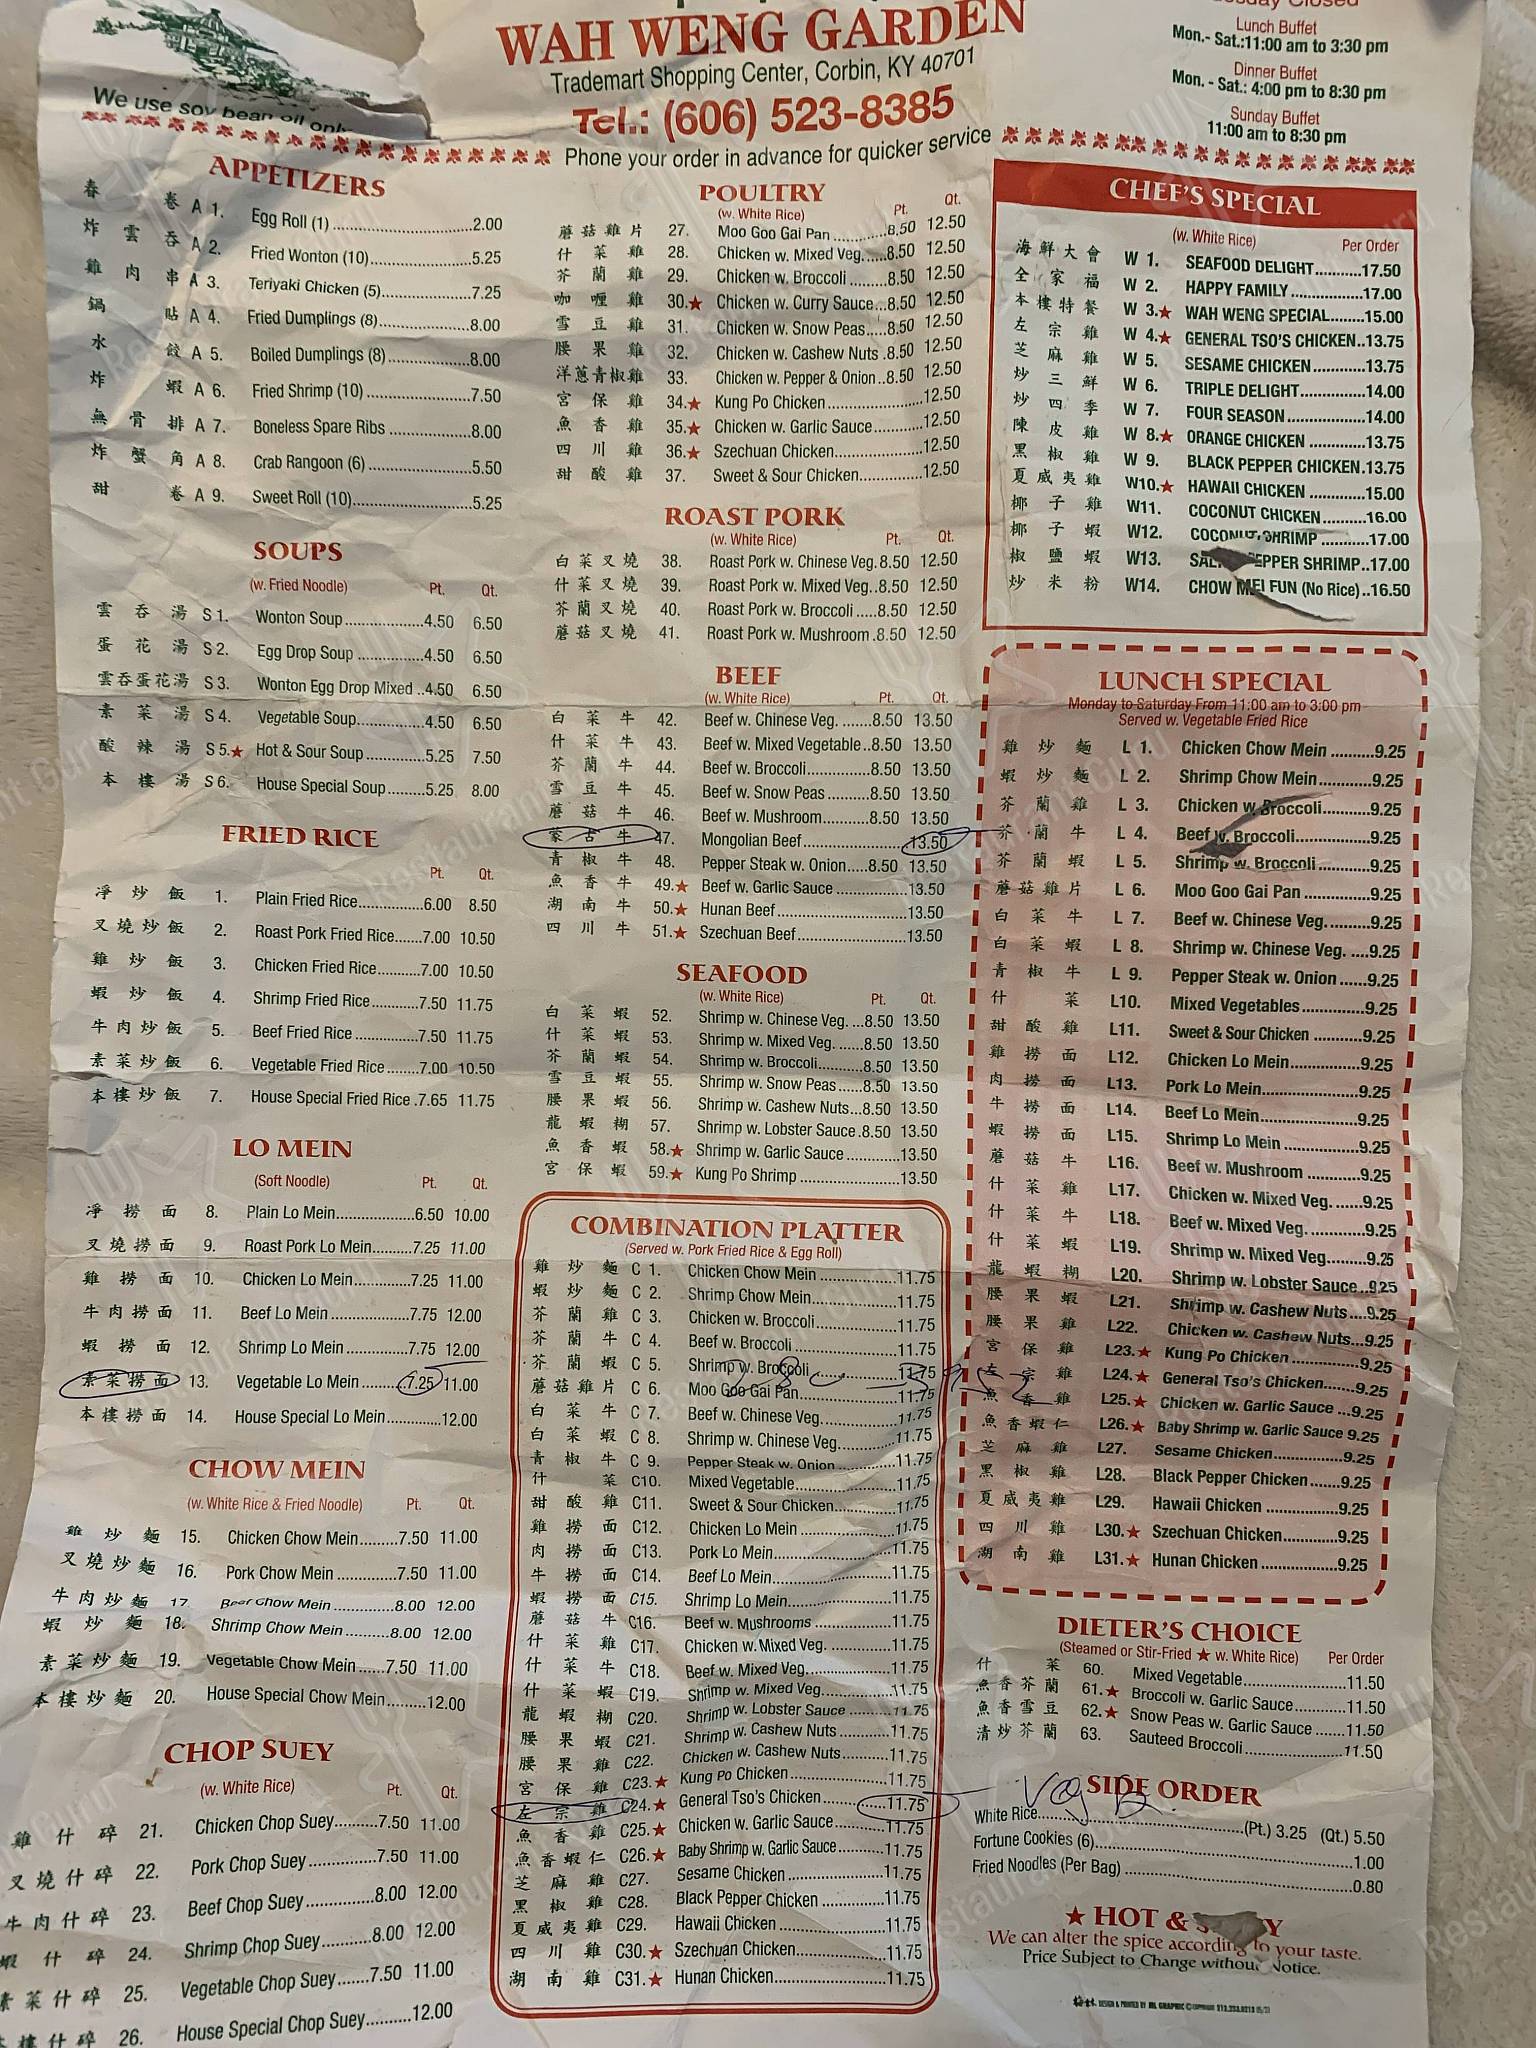 WAH WENG GARDEN
Trademart Shopping Center, Corbin, KY 40701
Tel.: (606) 523-8385
Phone your order in advance for quicker service
We use soy bean oil only
Closed
Lunch Buffet
Mon.- Sat.:11:00 am to 3:30 pm
Dinner Buffet
Mon. - Sat.: 4:00 pm to 8:30 pm
Sunday Buffet
11:00 am to 8:30 pm
APPETIZERS
春 卷 A 1. Egg Roll (1) 2.00
炸 雲 吞 A 2. Fried Wonton (10) 5.25
雞 肉 串 A 3. Teriyaki Chicken (5) 7.25
鍋 貼 A 4. Fried Dumplings (8) 8.00
水 餃 A 5. Boiled Dumplings (8) 8.00
炸 蝦 A 6. Fried Shrimp (10) 7.50
無 骨 排 A 7. Boneless Spare Ribs 8.00
炸 蟹 角 A 8. Crab Rangoon (6) 5.50
甜 卷 A 9. Sweet Roll (10) 5.25
SOUPS
(w. Fried Noodle) Pt. Qt.
雲 吞 湯 S 1. Wonton Soup 4.50 6.50
蛋 花 湯 S 2. Egg Drop Soup 4.50 6.50
雲吞蛋花湯 S 3. Wonton Egg Drop Mixed 4.50 6.50
素 菜 湯 S 4. Vegetable Soup 4.50 6.50
酸 辣 湯 S 5.★ Hot & Sour Soup 5.25 7.50
本 樓 湯 S 6. House Special Soup 5.25 8.00
FRIED RICE
Pt. Qt.
淨 炒 飯 1. Plain Fried Rice 6.00 8.50
叉燒炒飯 2. Roast Pork Fried Rice 7.00 10.50
雞 炒 飯 3. Chicken Fried Rice 7.00 10.50
蝦 炒 飯 4. Shrimp Fried Rice 7.50 11.75
牛肉炒飯 5. Beef Fried Rice 7.50 11.75
素菜炒飯 6. Vegetable Fried Rice 7.00 10.50
本樓炒飯 7. House Special Fried Rice 7.65 11.75
LO MEIN
(Soft Noodle) Pt. Qt.
淨 撈 面 8. Plain Lo Mein 6.50 10.00
叉燒撈面 9. Roast Pork Lo Mein 7.25 11.00
雞 撈 面 10. Chicken Lo Mein 7.25 11.00
牛肉撈面 11. Beef Lo Mein 7.75 12.00
蝦 撈 面 12. Shrimp Lo Mein 7.75 12.00
素菜撈面 13. Vegetable Lo Mein 7.25 11.00
本樓撈面 14. House Special Lo Mein 12.00
CHOW MEIN
(w. White Rice & Fried Noodle) Pt. Qt.
雞 炒 麵 15. Chicken Chow Mein 7.50 11.00
叉燒炒麵 16. Pork Chow Mein 7.50 11.00
牛肉炒麵 17. Beef Chow Mein 8.00 12.00
蝦 炒 麵 18. Shrimp Chow Mein 8.00 12.00
素菜炒麵 19. Vegetable Chow Mein 7.50 11.00
本樓炒麵 20. House Special Chow Mein 12.00
CHOP SUEY
(w. White Rice) Pt. Qt.
雞 什 碎 21. Chicken Chop Suey 7.50 11.00
叉燒什碎 22. Pork Chop Suey 7.50 11.00
牛肉什碎 23. Beef Chop Suey 8.00 12.00
蝦 什 碎 24. Shrimp Chop Suey 8.00 12.00
素菜什碎 25. Vegetable Chop Suey 7.50 11.00
本樓什碎 26. House Special Chop Suey 12.00
POULTRY
(w. White Rice) Pt. Qt.
蘑菇雞片 27. Moo Goo Gai Pan 8.50 12.50
什 菜 雞 28. Chicken w. Mixed Veg. 8.50 12.50
芥 蘭 雞 29. Chicken w. Broccoli 8.50 12.50
咖 喱 雞 30.★ Chicken w. Curry Sauce 8.50 12.50
雪 豆 雞 31. Chicken w. Snow Peas 8.50 12.50
腰 果 雞 32. Chicken w. Cashew Nuts 8.50 12.50
洋蔥青椒雞 33. Chicken w. Pepper & Onion 8.50 12.50
宮 保 雞 34.★ Kung Po Chicken 12.50
魚 香 雞 35.★ Chicken w. Garlic Sauce 12.50
四 川 雞 36.★ Szechuan Chicken 12.50
甜 酸 雞 37. Sweet & Sour Chicken 12.50
ROAST PORK
(w. White Rice) Pt. Qt.
白菜叉燒 38. Roast Pork w. Chinese Veg. 8.50 12.50
什菜叉燒 39. Roast Pork w. Mixed Veg. 8.50 12.50
芥蘭叉燒 40. Roast Pork w. Broccoli 8.50 12.50
蘑菇叉燒 41. Roast Pork w. Mushroom 8.50 12.50
BEEF
(w. White Rice) Pt. Qt.
白 菜 牛 42. Beef w. Chinese Veg. 8.50 13.50
什 菜 牛 43. Beef w. Mixed Vegetable 8.50 13.50
芥 蘭 牛 44. Beef w. Broccoli 8.50 13.50
雪 豆 牛 45. Beef w. Snow Peas 8.50 13.50
蘑 菇 牛 46. Beef w. Mushroom 8.50 13.50
蒙 古 牛 47. Mongolian Beef 13.50
青 椒 牛 48. Pepper Steak w. Onion 8.50 13.50
魚 香 牛 49.★ Beef w. Garlic Sauce 13.50
湖 南 牛 50.★ Hunan Beef 13.50
四 川 牛 51.★ Szechuan Beef 13.50
SEAFOOD
(w. White Rice) Pt. Qt.
白 菜 蝦 52. Shrimp w. Chinese Veg. 8.50 13.50
什 菜 蝦 53. Shrimp w. Mixed Veg. 8.50 13.50
芥 蘭 蝦 54. Shrimp w. Broccoli 8.50 13.50
雪 豆 蝦 55. Shrimp w. Snow Peas 8.50 13.50
腰 果 蝦 56. Shrimp w. Cashew Nuts 8.50 13.50
龍 蝦 糊 57. Shrimp w. Lobster Sauce 8.50 13.50
魚 香 蝦 58.★ Shrimp w. Garlic Sauce 13.50
宮 保 蝦 59.★ Kung Po Shrimp 13.50
COMBINATION PLATTER
(Served w. Pork Fried Rice & Egg Roll)
雞 炒 麵 C 1. Chicken Chow Mein 11.75
蝦 炒 麵 C 2. Shrimp Chow Mein 11.75
芥 蘭 雞 C 3. Chicken w. Broccoli 11.75
芥 蘭 牛 C 4. Beef w. Broccoli 11.75
芥 蘭 蝦 C 5. Shrimp w. Broccoli 11.75
蘑菇雞片 C 6. Moo Goo Gai Pan 11.75
白 菜 牛 C 7. Beef w. Chinese Veg. 11.75
白 菜 蝦 C 8. Shrimp w. Chinese Veg. 11.75
青 椒 牛 C 9. Pepper Steak w. Onion 11.75
什 菜 C10. Mixed Vegetable 11.75
甜 酸 雞 C11. Sweet & Sour Chicken 11.75
雞 撈 面 C12. Chicken Lo Mein 11.75
肉 撈 面 C13. Pork Lo Mein 11.75
牛 撈 面 C14. Beef Lo Mein 11.75
蝦 撈 面 C15. Shrimp Lo Mein 11.75
蘑 菇 牛 C16. Beef w. Mushrooms 11.75
什 菜 雞 C17. Chicken w. Mixed Veg. 11.75
什 菜 牛 C18. Beef w. Mixed Veg. 11.75
什 菜 蝦 C19. Shrimp w. Mixed Veg. 11.75
龍 蝦 糊 C20. Shrimp w. Lobster Sauce 11.75
腰 果 蝦 C21. Shrimp w. Cashew Nuts 11.75
腰 果 雞 C22. Chicken w. Cashew Nuts 11.75
宮 保 雞 C23.★ Kung Po Chicken 11.75
左 宗 雞 C24.★ General Tso's Chicken 11.75
魚 香 雞 C25.★ Chicken w. Garlic Sauce 11.75
魚香蝦仁 C26.★ Baby Shrimp w. Garlic Sauce 11.75
芝 麻 雞 C27. Sesame Chicken 11.75
黑 椒 雞 C28. Black Pepper Chicken 11.75
夏威夷雞 C29. Hawaii Chicken 11.75
四 川 雞 C30.★ Szechuan Chicken 11.75
湖 南 雞 C31.★ Hunan Chicken 11.75
CHEF'S SPECIAL
(w. White Rice) Per Order
海鮮大會 W 1. SEAFOOD DELIGHT 17.50
全 家 福 W 2. HAPPY FAMILY 17.00
本樓特餐 W 3.★ WAH WENG SPECIAL 15.00
左 宗 雞 W 4.★ GENERAL TSO'S CHICKEN 13.75
芝 麻 雞 W 5. SESAME CHICKEN 13.75
炒 三 鮮 W 6. TRIPLE DELIGHT 14.00
炒 四 季 W 7. FOUR SEASON 14.00
陳 皮 雞 W 8.★ ORANGE CHICKEN 13.75
黑 椒 雞 W 9. BLACK PEPPER CHICKEN 13.75
夏威夷雞 W10.★ HAWAII CHICKEN 15.00
椰 子 雞 W11. COCONUT CHICKEN 16.00
椰 子 蝦 W12. COCONUT SHRIMP 17.00
椒 鹽 蝦 W13. PEPPER SHRIMP 17.00
炒 米 粉 W14. CHOW MEI FUN (No Rice) 16.50
LUNCH SPECIAL
Monday to Saturday From 11:00 am to 3:00 pm
Served w. Vegetable Fried Rice
雞 炒 麵 L 1. Chicken Chow Mein 9.25
蝦 炒 麵 L 2. Shrimp Chow Mein 9.25
芥 蘭 雞 L 3. Chicken w. Broccoli 9.25
芥 蘭 牛 L 4. Beef w. Broccoli 9.25
芥 蘭 蝦 L 5. Shrimp w. Broccoli 9.25
蘑菇雞片 L 6. Moo Goo Gai Pan 9.25
白 菜 牛 L 7. Beef w. Chinese Veg. 9.25
白 菜 蝦 L 8. Shrimp w. Chinese Veg. 9.25
青 椒 牛 L 9. Pepper Steak w. Onion 9.25
什 菜 L10. Mixed Vegetables 9.25
甜 酸 雞 L11. Sweet & Sour Chicken 9.25
雞 撈 面 L12. Chicken Lo Mein 9.25
肉 撈 面 L13. Pork Lo Mein 9.25
牛 撈 面 L14. Beef Lo Mein 9.25
蝦 撈 面 L15. Shrimp Lo Mein 9.25
蘑 菇 牛 L16. Beef w. Mushroom 9.25
什 菜 雞 L17. Chicken w. Mixed Veg. 9.25
什 菜 牛 L18. Beef w. Mixed Veg. 9.25
什 菜 蝦 L19. Shrimp w. Mixed Veg. 9.25
龍 蝦 糊 L20. Shrimp w. Lobster Sauce 9.25
腰 果 蝦 L21. Shrimp w. Cashew Nuts 9.25
腰 果 雞 L22. Chicken w. Cashew Nuts 9.25
宮 保 雞 L23.★ Kung Po Chicken 9.25
左 宗 雞 L24.★ General Tso's Chicken 9.25
魚 香 雞 L25.★ Chicken w. Garlic Sauce 9.25
魚香蝦仁 L26.★ Baby Shrimp w. Garlic Sauce 9.25
芝 麻 雞 L27. Sesame Chicken 9.25
黑 椒 雞 L28. Black Pepper Chicken 9.25
夏威夷雞 L29. Hawaii Chicken 9.25
四 川 雞 L30.★ Szechuan Chicken 9.25
湖 南 雞 L31.★ Hunan Chicken 9.25
DIETER'S CHOICE
(Steamed or Stir-Fried ★ w. White Rice) Per Order
什 菜 60. Mixed Vegetable 11.50
魚香芥蘭 61.★ Broccoli w. Garlic Sauce 11.50
魚香雪豆 62.★ Snow Peas w. Garlic Sauce 11.50
清炒芥蘭 63. Sauteed Broccoli 11.50
SIDE ORDER
White Rice (Pt.) 3.25 (Qt.) 5.50
Fortune Cookies (6) 1.00
Fried Noodles (Per Bag) 0.80
★ HOT &
We can alter the spice according to your taste.
Price Subject to Change without Notice.